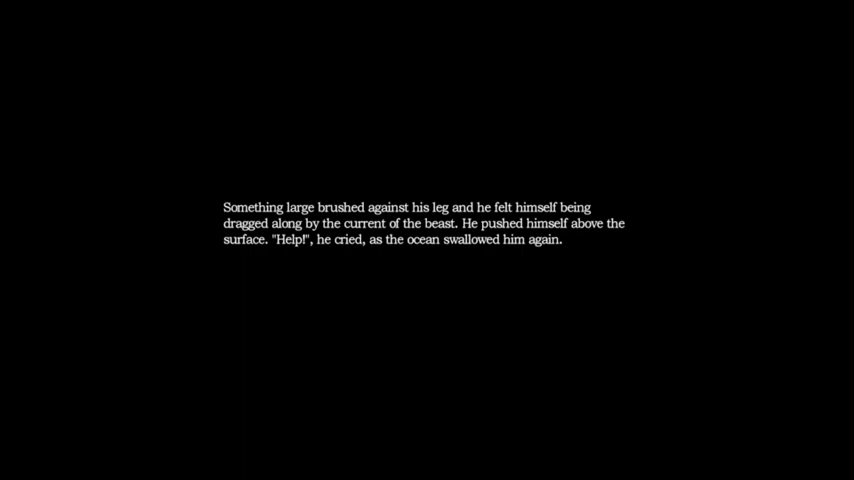 Something large brushed against his leg and he felt himself being
dragged along by the current of the beast. He pushed himself above the
surface. "Help!", he cried, as the ocean swallowed him again.